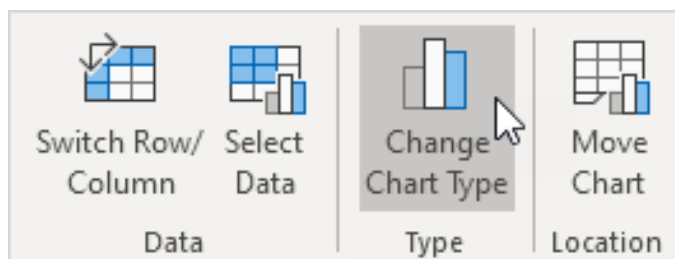 Switch Row/
Column
Select
Data
Change
Chart Type
Move
Chart
Data
Type
Location